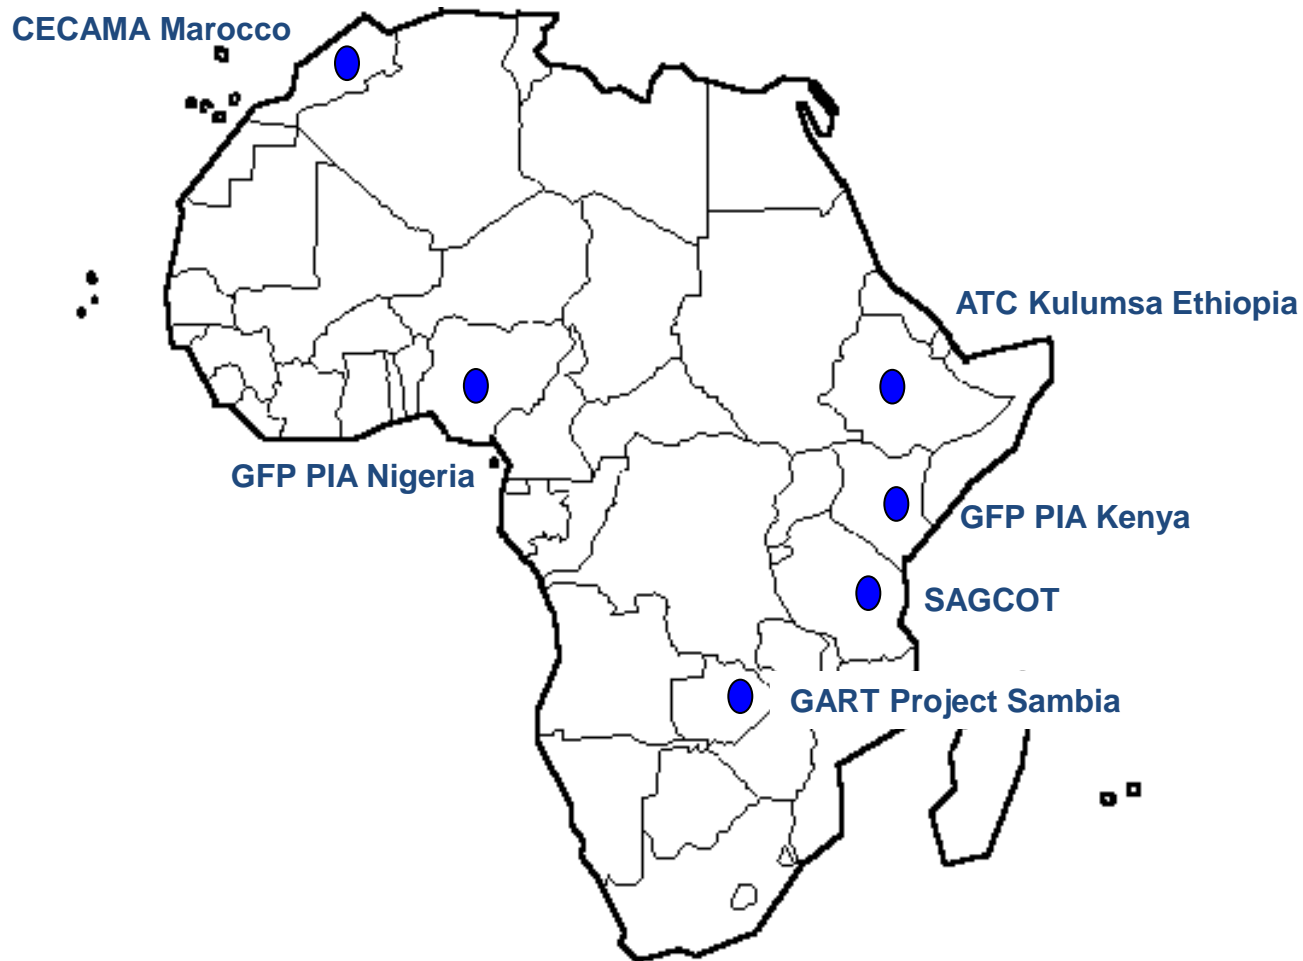 CECAMA Marocco
ATC Kulumsa Ethiopia
GFP PIA Nigeria
GFP PIA Kenya
SAGCOT
GART Project Sambia